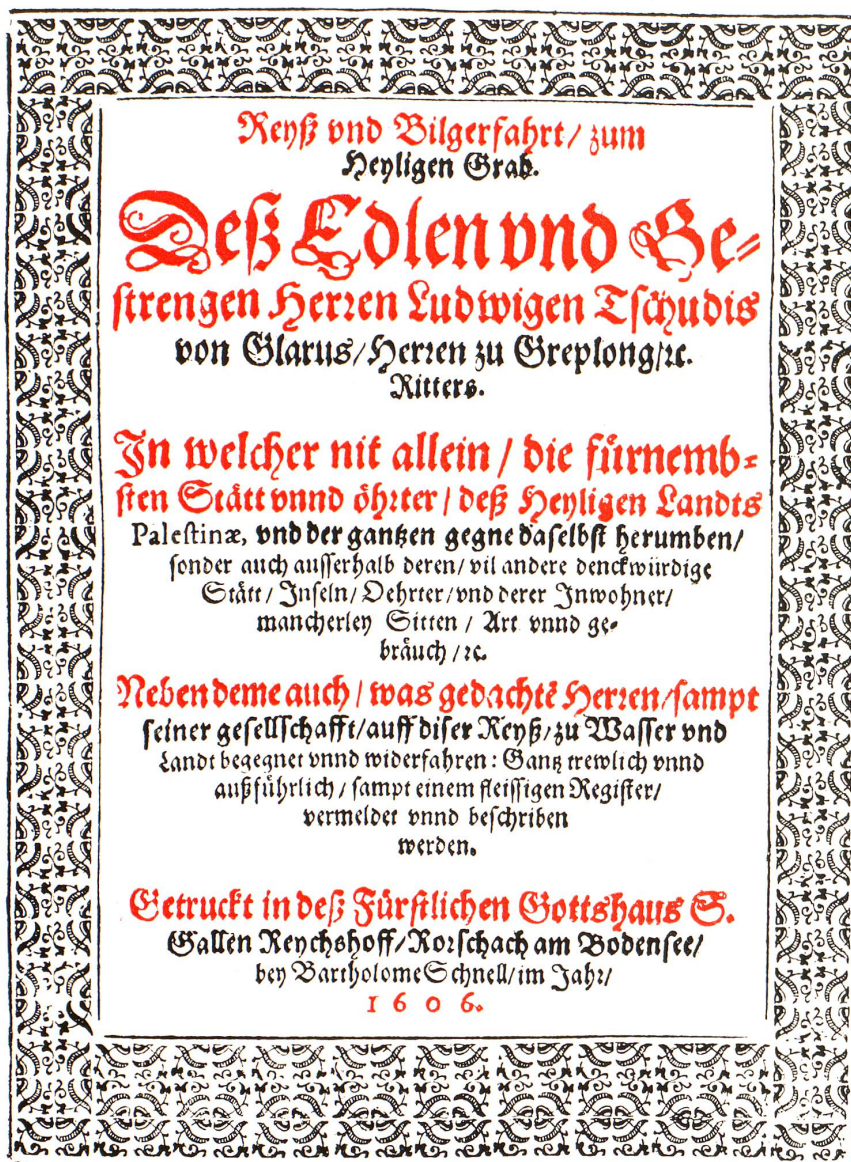 Reyß vnd Bilgerfahrt/ zum
Heyligen Grab.
Deß Edlen vnd Ge-
strengen Herren Ludwigen Tschudis
von Glarus/ Herren zu Greplong/ ꝛc.
Ritters.
In welcher nit allein / die fürnemb-
sten Stätt vnnd öhrter / deß Heyligen Landts
Palestinæ, vnd der gantzen gegne daselbst herumben/
sonder auch ausserhalb deren/ vil andere denckwürdige
Stätt / Inseln / Oehrter / vnd derer Inwohner /
mancherley Sitten / Art vnnd ge-
bräuch / ꝛc.
Neben deme auch / was gedachtẽ Herren / sampt
seiner gesellschafft/ auff diser Reyß/ zu Wasser vnd
Landt begegnet vnnd widerfahren: Gantz trewlich vnnd
außführlich / sampt einem fleissigen Register /
vermeldet vnnd beschriben
werden.
Getruckt in deß Fürstlichen Gottshaus S.
Gallen Reychshoff/ Rorschach am Bodensee/
bey Bartholome Schnell/ im Jahr/
1606.